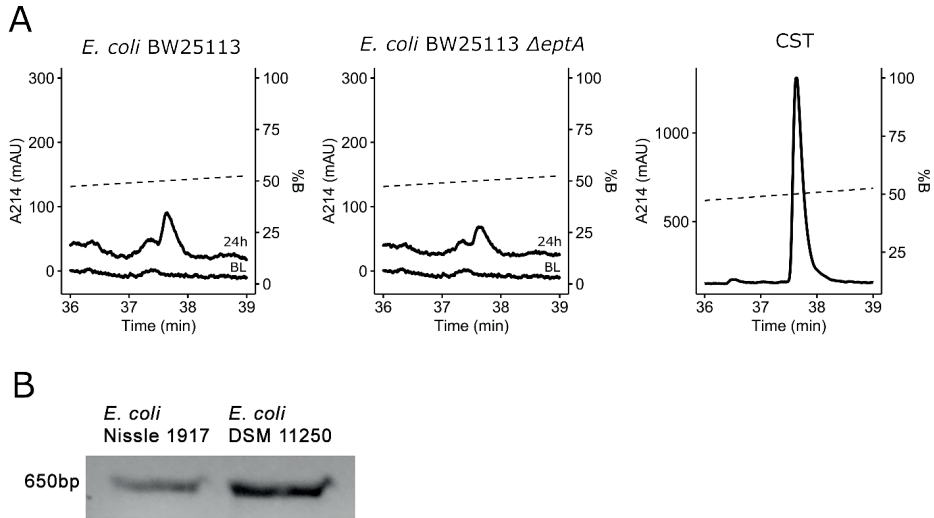 A
E. coli BW25113
E. coli BW25113 ΔeptA
CST
300
200
100
0
A214 (mAU)
100
75
50
25
0
%B
24h
BL
36
37
38
39
Time (min)
300
200
100
0
A214 (mAU)
100
75
50
25
0
%B
24h
BL
36
37
38
39
Time (min)
1000
500
A214 (mAU)
100
75
50
25
%B
36
37
38
39
Time (min)
B
E. coli
Nissle 1917
E. coli
DSM 11250
650bp